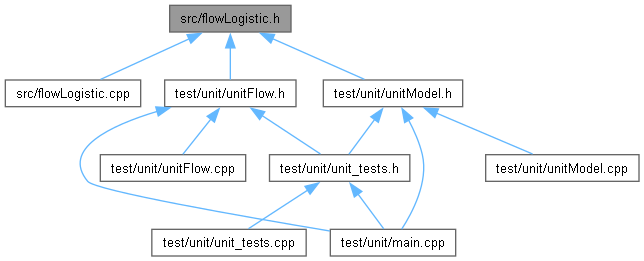 src/flowLogistic.h
src/flowLogistic.cpp
test/unit/unitFlow.h
test/unit/unitModel.h
test/unit/unitFlow.cpp
test/unit/unit_tests.h
test/unit/unitModel.cpp
test/unit/unit_tests.cpp
test/unit/main.cpp